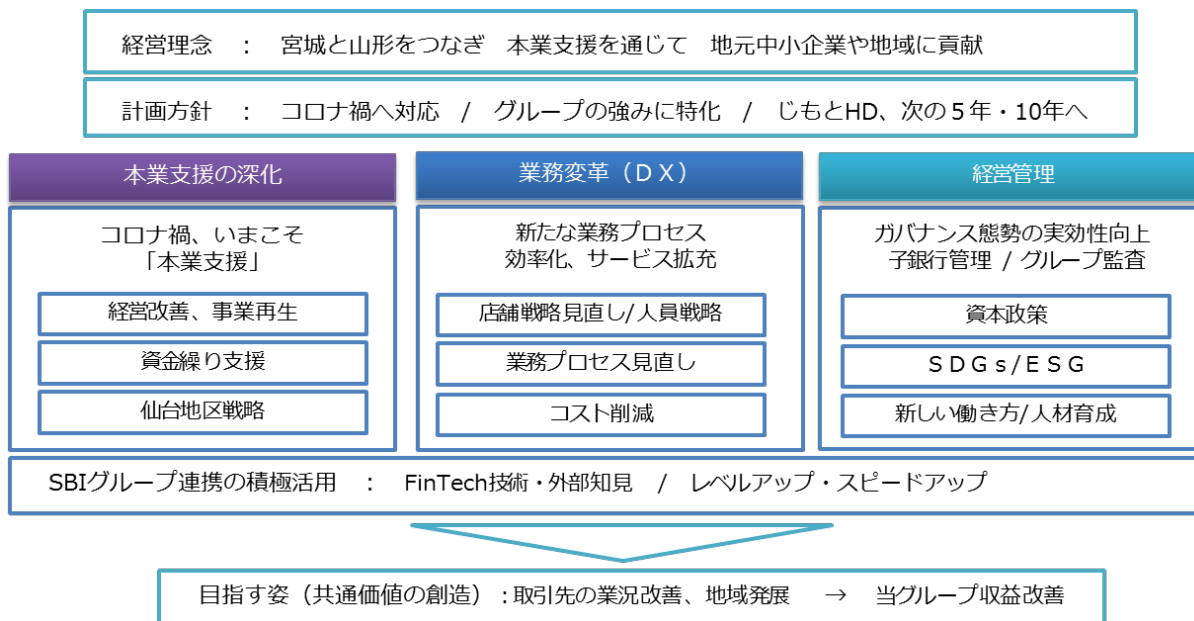 経営理念 ： 宮城と山形をつなぎ 本業支援を通じて 地元中小企業や地域に貢献
計画方針 ： コロナ禍へ対応 / グループの強みに特化 / じもとHD、次の５年・10年へ
本業支援の深化
コロナ禍、いまこそ
「本業支援」
経営改善、事業再生
資金繰り支援
仙台地区戦略
業務変革（ＤＸ）
新たな業務プロセス
効率化、サービス拡充
店舗戦略見直し/人員戦略
業務プロセス見直し
コスト削減
経営管理
ガバナンス態勢の実効性向上
子銀行管理 / グループ監査
資本政策
ＳＤＧｓ/ＥＳＧ
新しい働き方/人材育成
SBIグループ連携の積極活用 ： FinTech技術・外部知見 / レベルアップ・スピードアップ
目指す姿（共通価値の創造）：取引先の業況改善、地域発展 → 当グループ収益改善